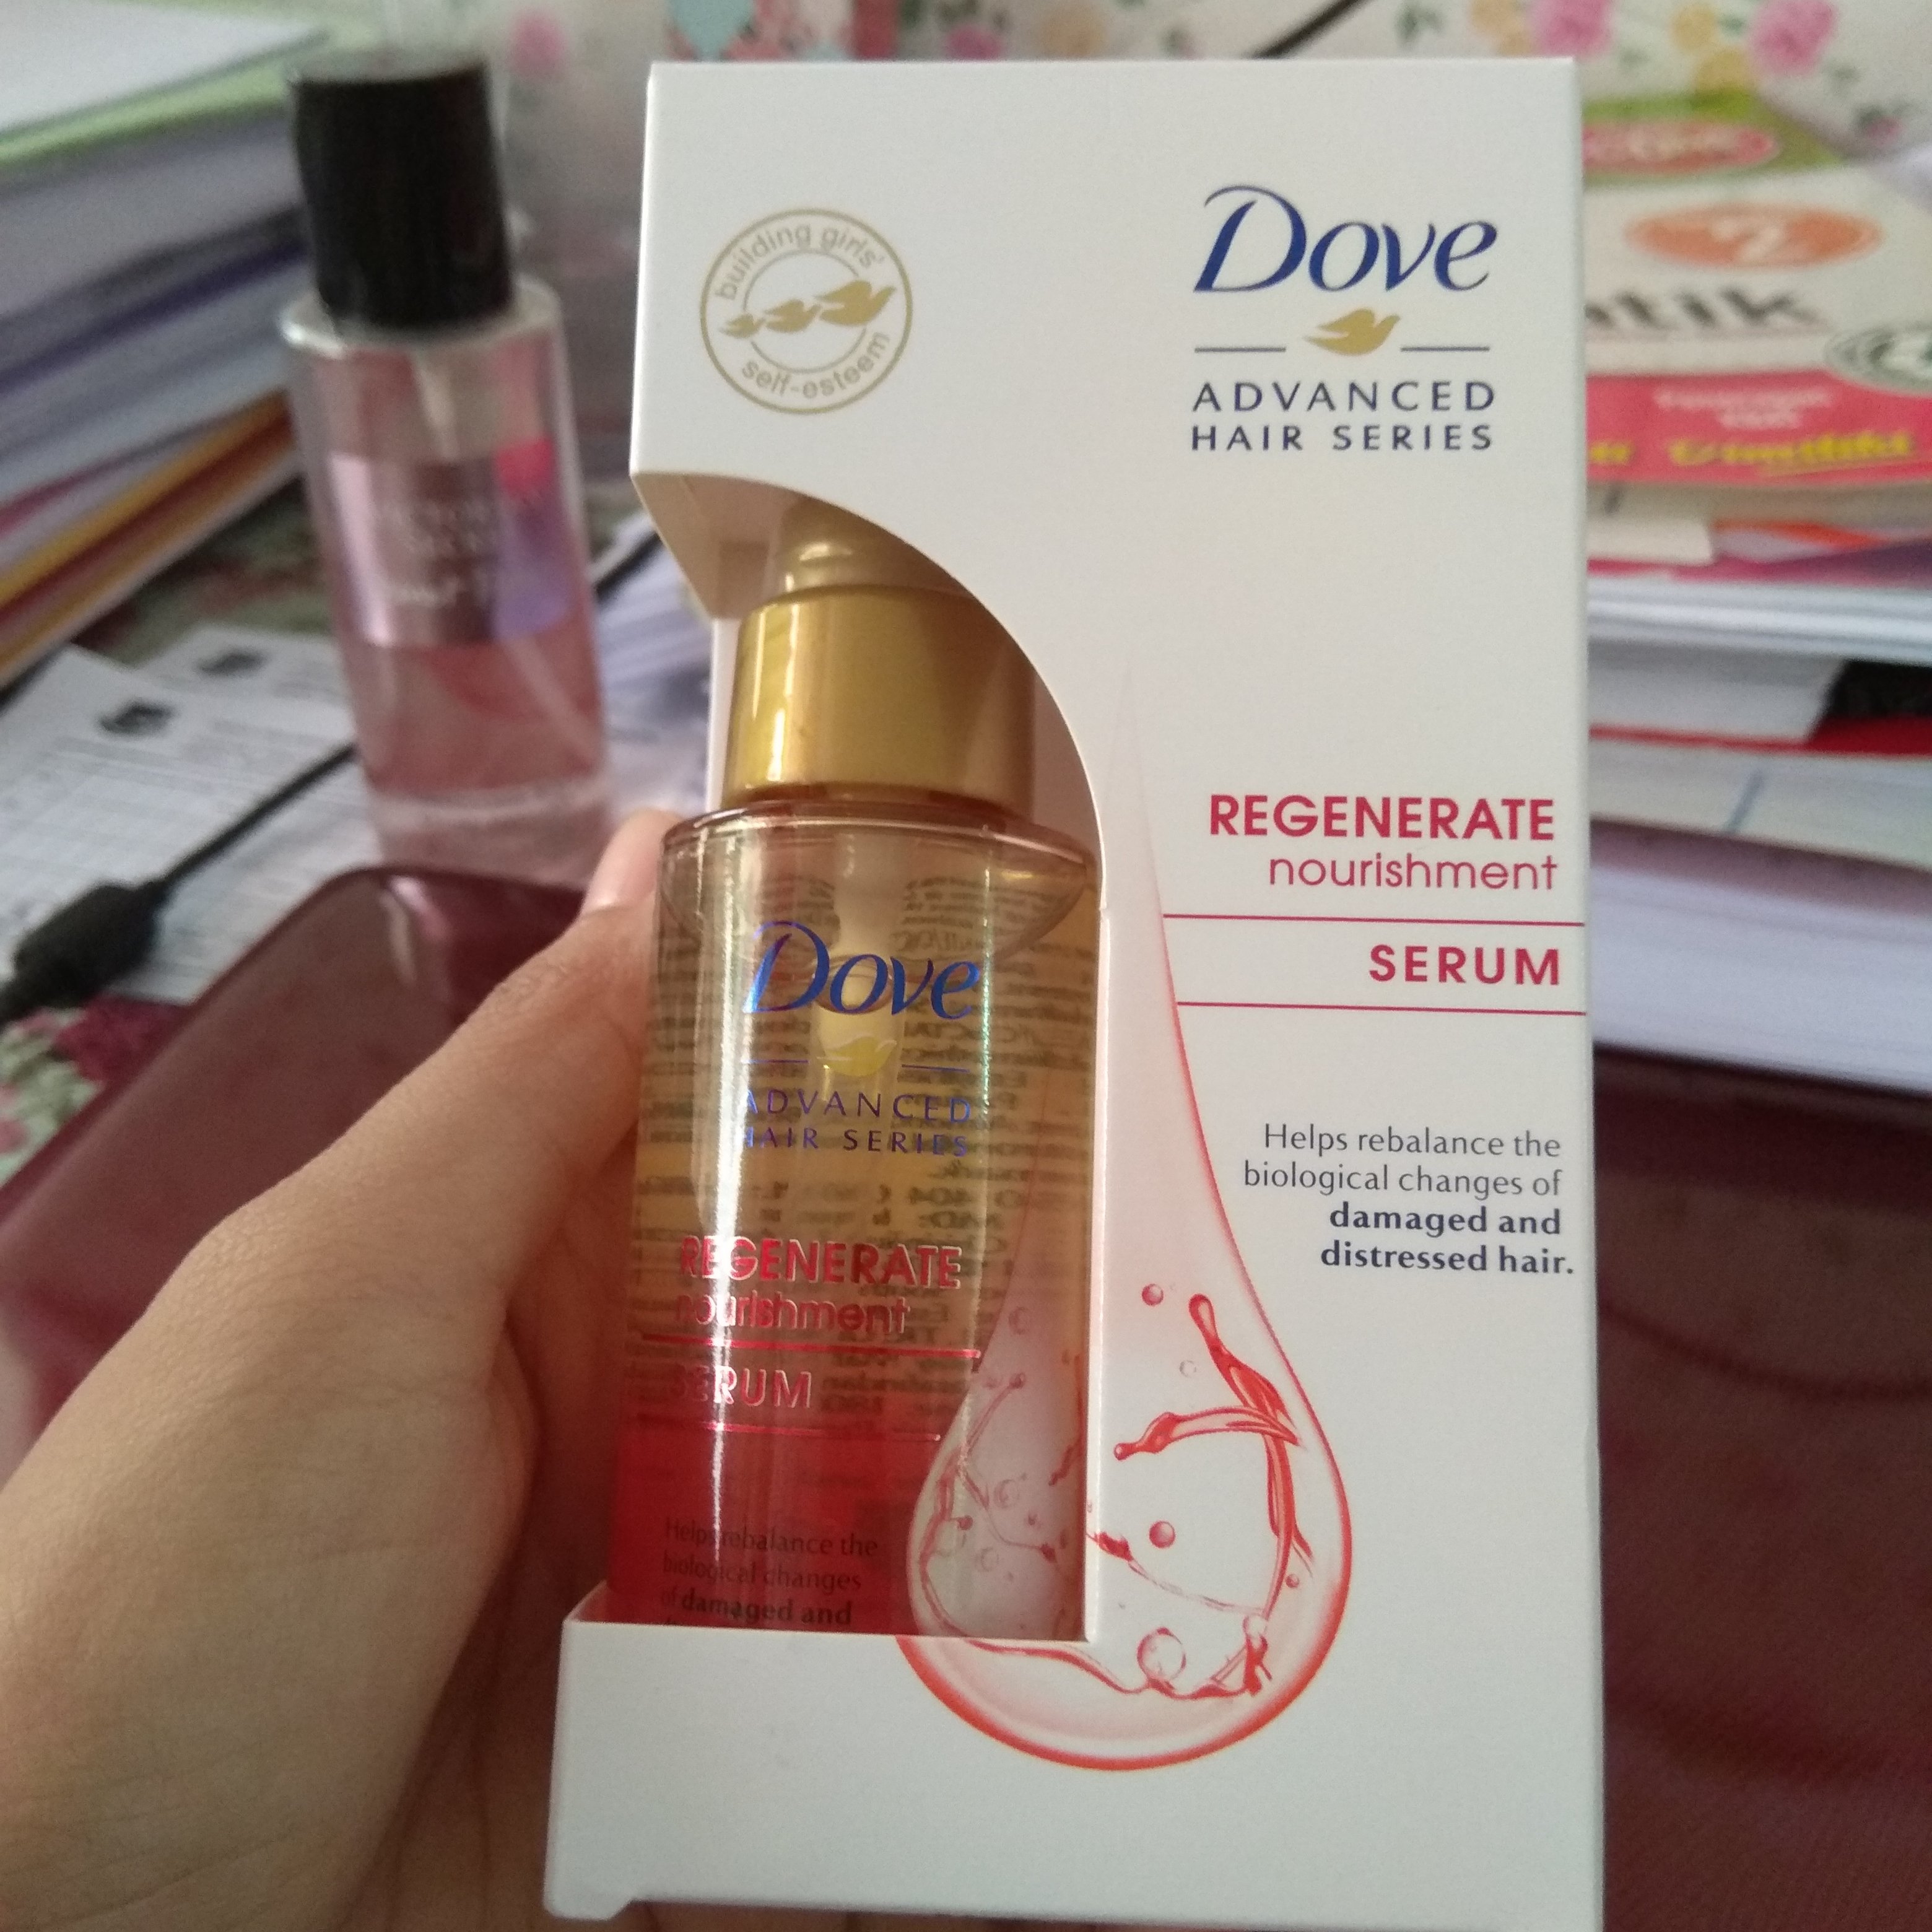 building girls'
self-esteem
Dove
ADVANCED
HAIR SERIES
REGENERATE
nourishment
SERUM
Helps rebalance the
biological changes of
damaged and
distressed hair.
Dove
ADVANCED
HAIR SERIES
REGENERATE
nourishment
SERUM
Helps rebalance the
biological changes
of damaged and
2